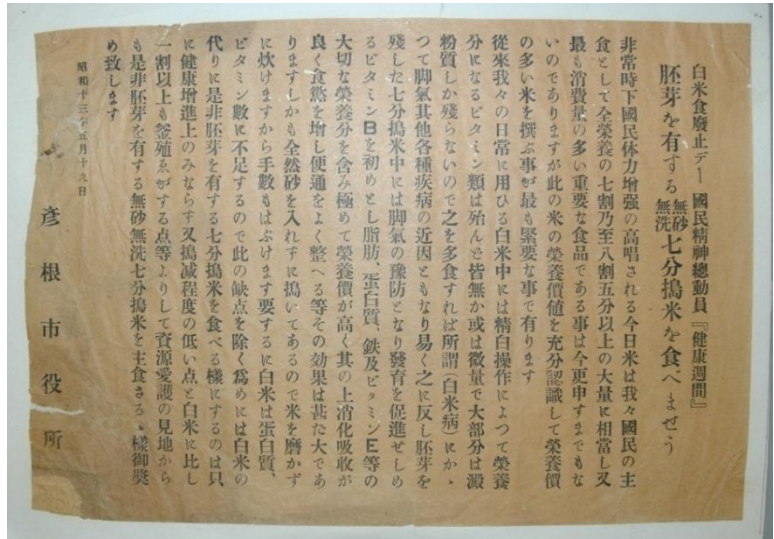 白米食廢止デー 國民精神總動員『健康週間』
胚芽を有する無砂無洗七分搗米を食べませう
非常時下國民体力增强の高唱される今日米は我々國民の主
食として全榮養の七割乃至八割五分以上の大量に相當し又
最も消費量の多い重要な食品である事は今更申すまでもな
いのでありますが此の米の榮養價値を充分認識して榮養價
の多い米を撰ぶ事が最も緊要な事で有ります
從來我々の日常に用ひる白米中には精白操作によつて榮養
分になるビタミン類は殆んど皆無か或は微量で大部分は澱
粉質しか殘らないので之を多食すれば所謂(白米病)にかゝ
つて脚氣其他各種疾病の近因ともなり易く之に反し胚芽を
殘した七分搗米中には脚氣の豫防となり發育を促進せしめ
るビタミンBを初めとし脂肪、蛋白質、鉄及ビタミンE等の
大切な榮養分を含み極めて榮養價が高く其の上消化吸收が
良く食慾を增し便通をよく整へる等その効果は甚だ大であ
りますしかも全然砂を入れずに搗いてあるので米を磨かず
に炊けますから手數もはぶけます要するに白米は蛋白質、
ビタミン數に不足するので此の缺点を除く爲めには白米の
代りに是非胚芽を有する七分搗米を食べる樣にするのは只
に健康增進上のみならず又搗減程度の低い点と白米に比し
一割以上も釜殖ゑがする点等よりして資源愛護の見地から
も是非胚芽を有する無砂無洗七分搗米を主食さるゝ樣御奬
め致します
昭和十三年五月十九日
彦根市役所